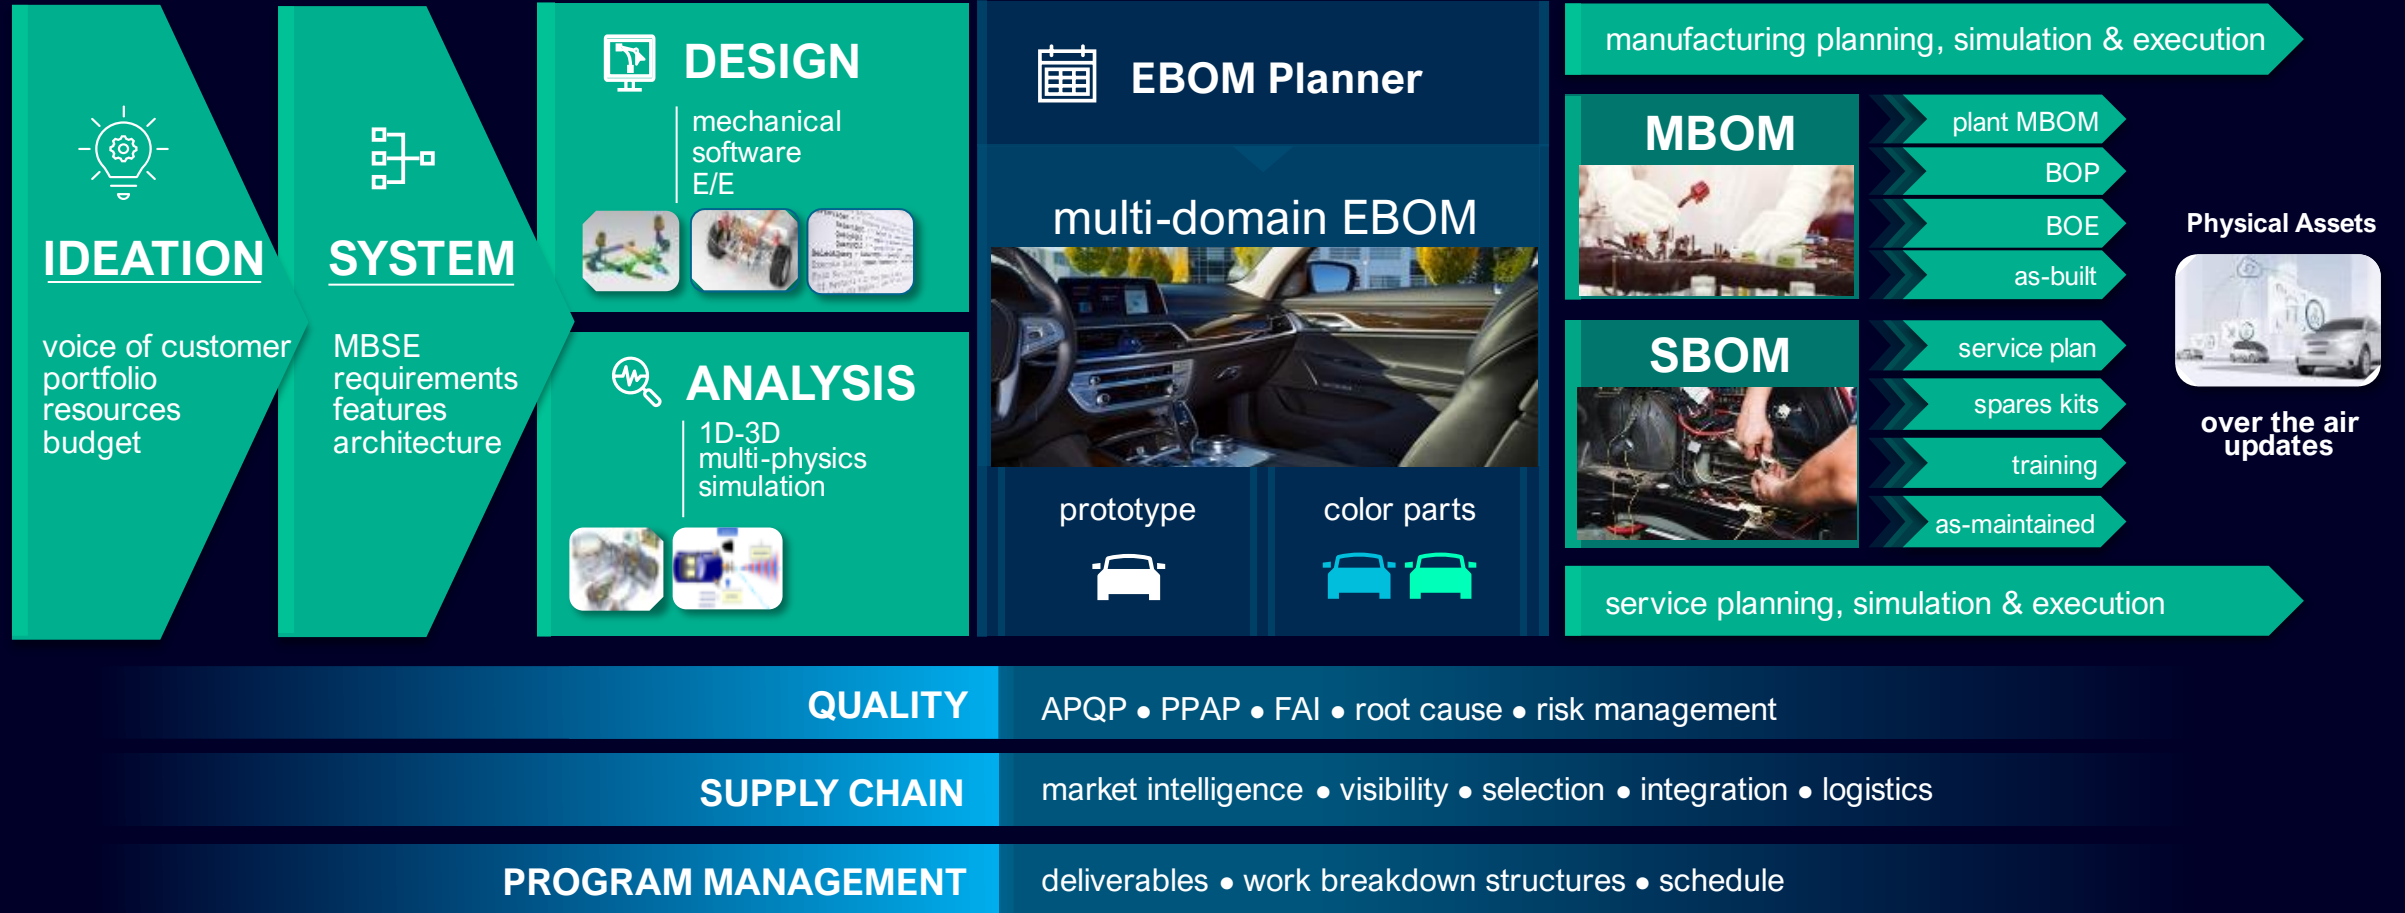 IDEATION
voice of customer
portfolio
resources
budget
SYSTEM
MBSE
requirements
features
architecture
DESIGN
mechanical
software
E/E
ANALYSIS
1D-3D
multi-physics
simulation
EBOM Planner
multi-domain EBOM
prototype
color parts
manufacturing planning, simulation & execution
MBOM
plant MBOM
BOP
BOE
as-built
SBOM
service plan
spares kits
training
as-maintained
service planning, simulation & execution
Physical Assets
over the air
updates
QUALITY
APQP ● PPAP ● FAI ● root cause ● risk management
SUPPLY CHAIN
market intelligence ● visibility ● selection ● integration ● logistics
PROGRAM MANAGEMENT
deliverables ● work breakdown structures ● schedule